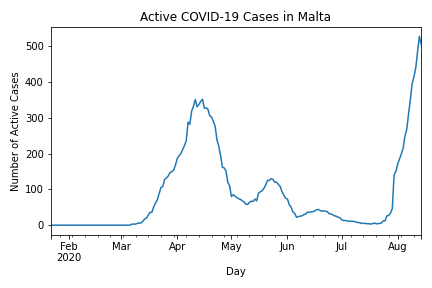 Active COVID-19 Cases in Malta
Number of Active Cases
500
400
300
200
100
0
Feb
2020
Mar
Apr
May
Jun
Jul
Aug
Day